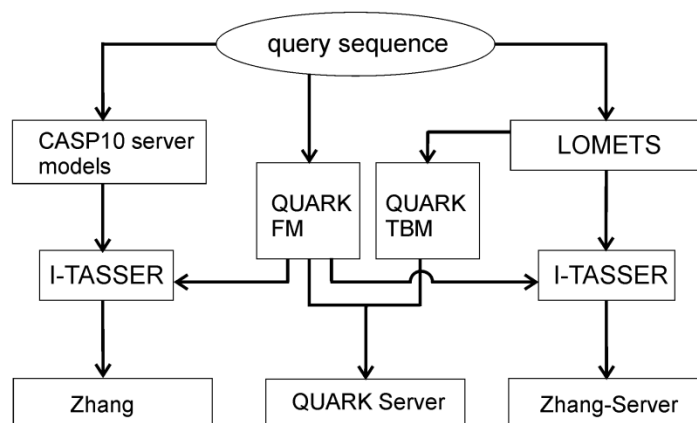 query sequence
CASP10 server
models
LOMETS
QUARK
FM
QUARK
TBM
I-TASSER
I-TASSER
Zhang
QUARK Server
Zhang-Server